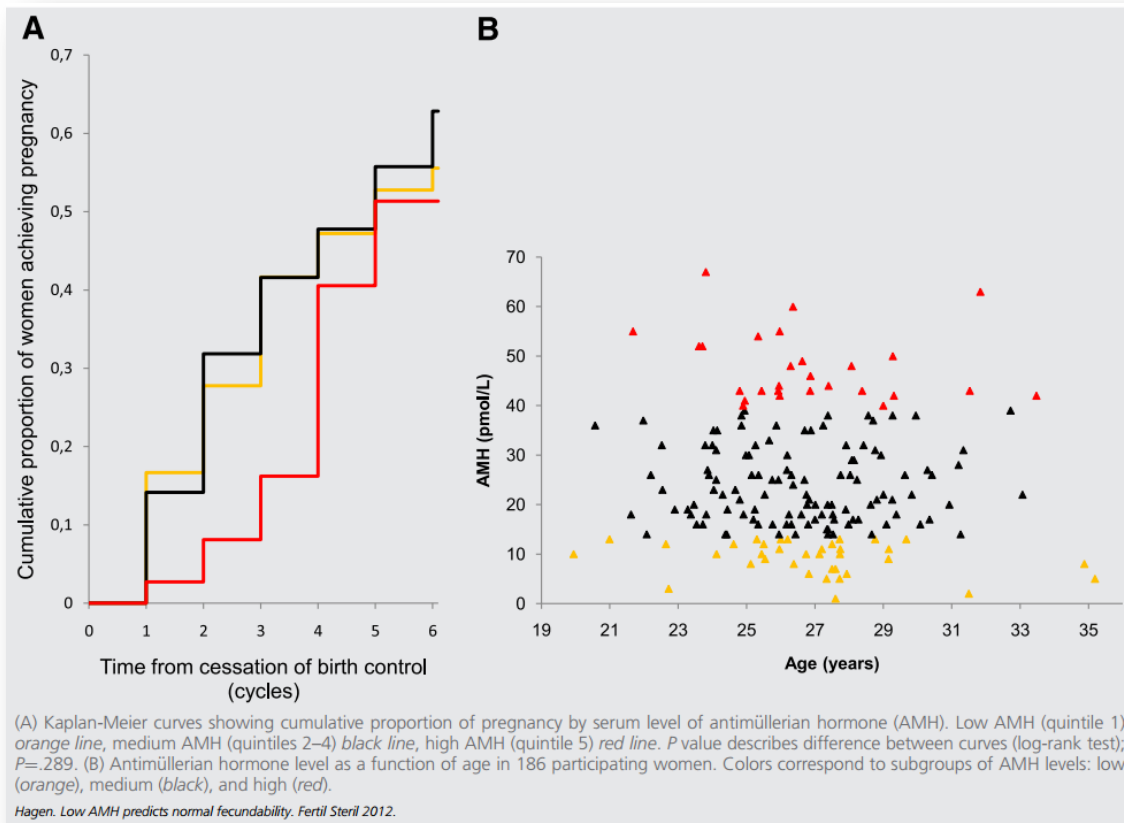 A
B
0,7
0,6
0,5
0,4
0,3
0,2
0,1
0
Cumulative proportion of women achieving pregnancy
0 1 2 3 4 5 6
Time from cessation of birth control
(cycles)
70
60
50
40
30
20
10
0
AMH (pmol/L)
19 21 23 25 27 29 31 33 35
Age (years)
(A) Kaplan-Meier curves showing cumulative proportion of pregnancy by serum level of antimüllerian hormone (AMH). Low AMH (quintile 1)
orange line, medium AMH (quintiles 2–4) black line, high AMH (quintile 5) red line. P value describes difference between curves (log-rank test);
P=.289. (B) Antimüllerian hormone level as a function of age in 186 participating women. Colors correspond to subgroups of AMH levels: low
(orange), medium (black), and high (red).
Hagen. Low AMH predicts normal fecundability. Fertil Steril 2012.